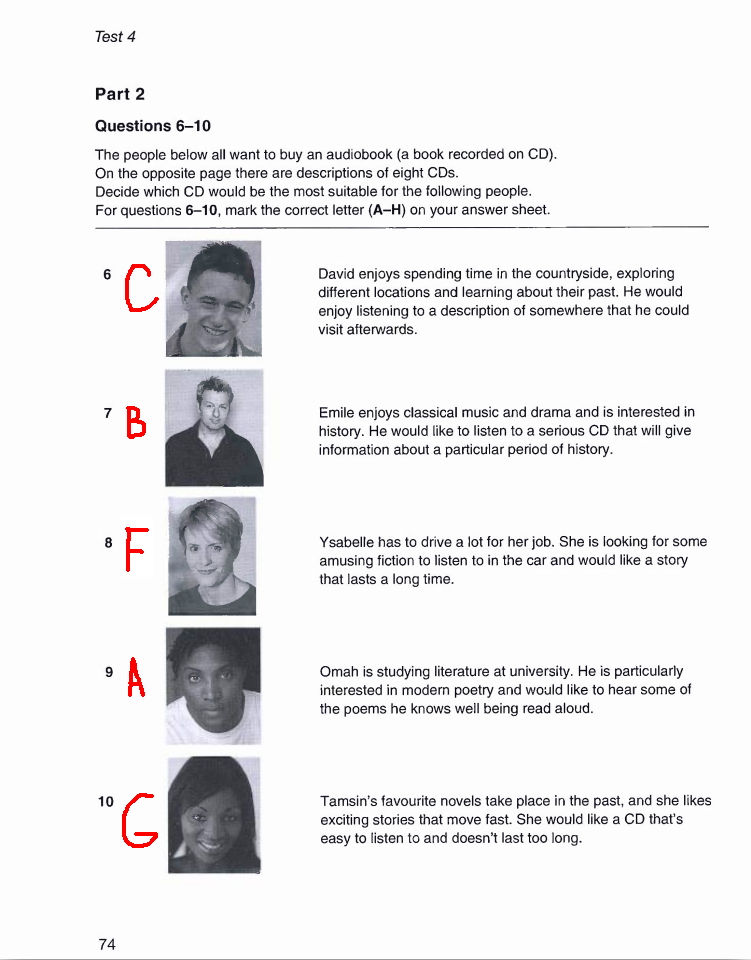 Test 4
Part 2
Questions 6–10
The people below all want to buy an audiobook (a book recorded on CD).
On the opposite page there are descriptions of eight CDs.
Decide which CD would be the most suitable for the following people.
For questions 6–10, mark the correct letter (A–H) on your answer sheet.
6 C
David enjoys spending time in the countryside, exploring
different locations and learning about their past. He would
enjoy listening to a description of somewhere that he could
visit afterwards.
7 B
Emile enjoys classical music and drama and is interested in
history. He would like to listen to a serious CD that will give
information about a particular period of history.
8 F
Ysabelle has to drive a lot for her job. She is looking for some
amusing fiction to listen to in the car and would like a story
that lasts a long time.
9 A
Omah is studying literature at university. He is particularly
interested in modern poetry and would like to hear some of
the poems he knows well being read aloud.
10 G
Tamsin's favourite novels take place in the past, and she likes
exciting stories that move fast. She would like a CD that's
easy to listen to and doesn't last too long.
74